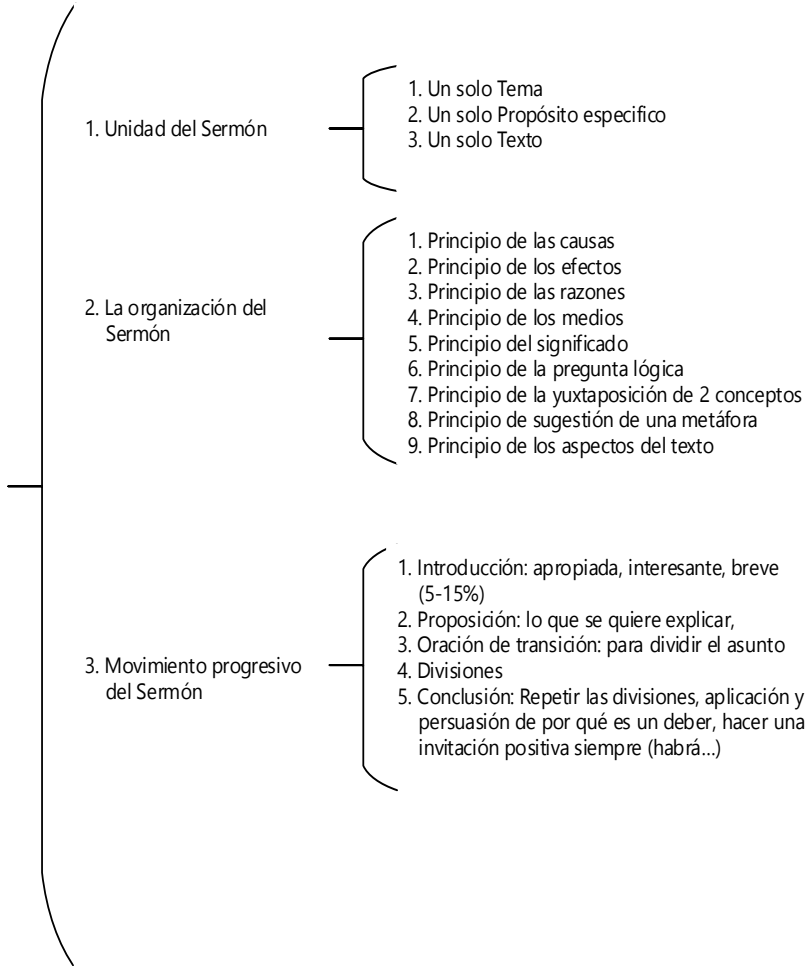 1. Unidad del Sermón
1. Un solo Tema
2. Un solo Propósito especifico
3. Un solo Texto
2. La organización del
Sermón
1. Principio de las causas
2. Principio de los efectos
3. Principio de las razones
4. Principio de los medios
5. Principio del significado
6. Principio de la pregunta lógica
7. Principio de la yuxtaposición de 2 conceptos
8. Principio de sugestión de una metáfora
9. Principio de los aspectos del texto
3. Movimiento progresivo
del Sermón
1. Introducción: apropiada, interesante, breve
(5-15%)
2. Proposición: lo que se quiere explicar,
3. Oración de transición: para dividir el asunto
4. Divisiones
5. Conclusión: Repetir las divisiones, aplicación y
persuasión de por qué es un deber, hacer una
invitación positiva siempre (habrá...)